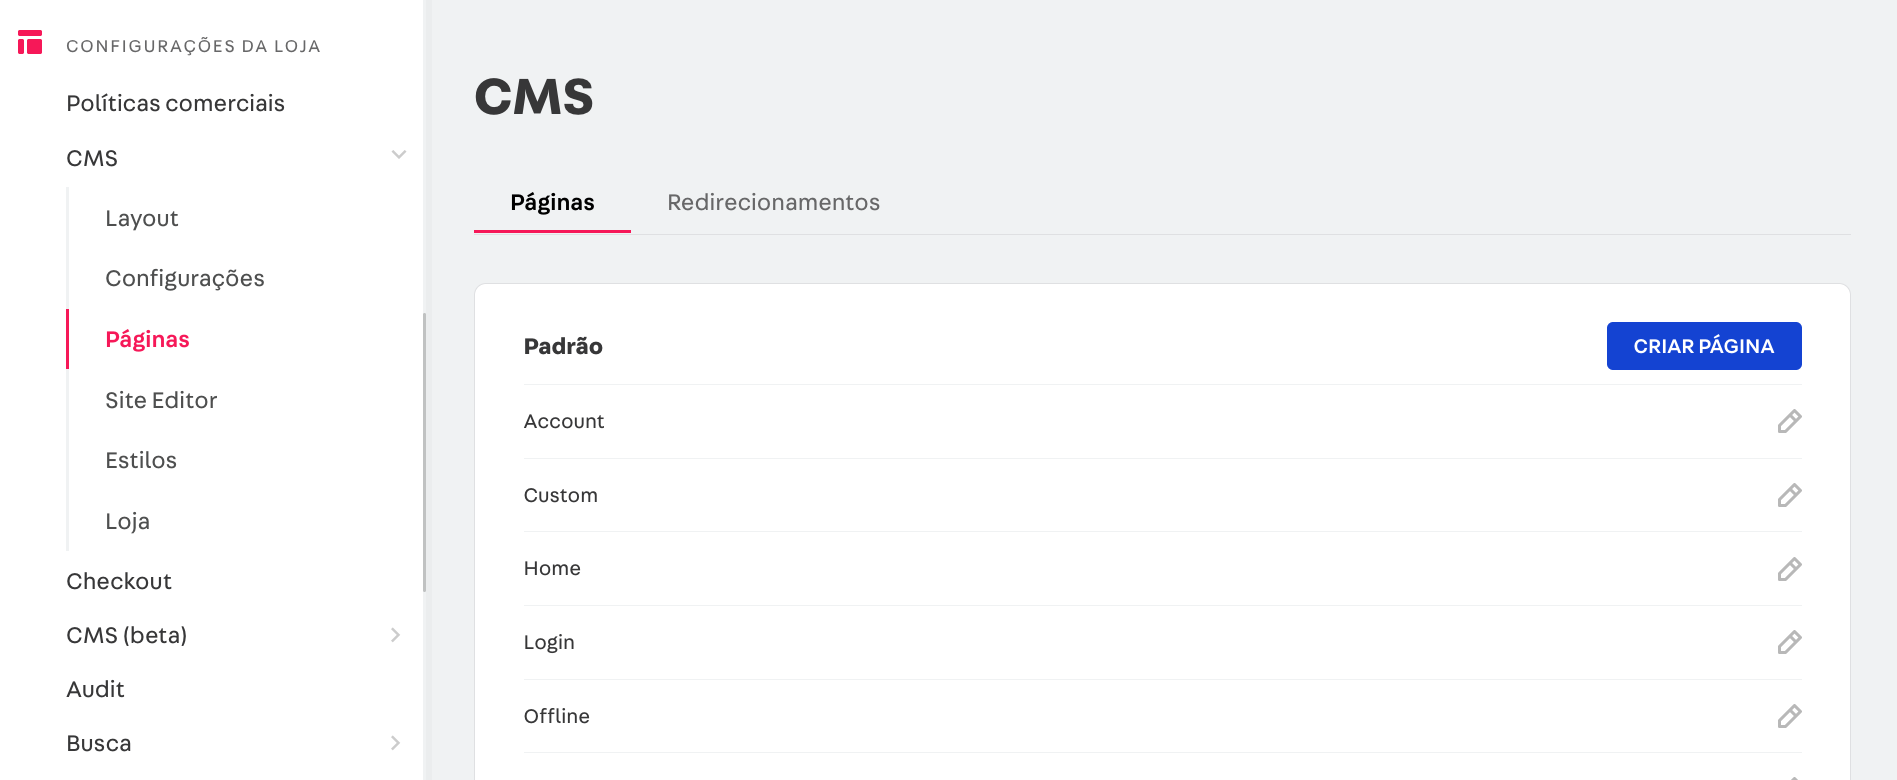 CONFIGURAÇÕES DA LOJA
Políticas comerciais
CMS
Layout
Configurações
Páginas
Site Editor
Estilos
Loja
Checkout
CMS (beta)
Audit
Busca
CMS
Páginas
Redirecionamentos
Padrão
CRIAR PÁGINA
Account
Custom
Home
Login
Offline